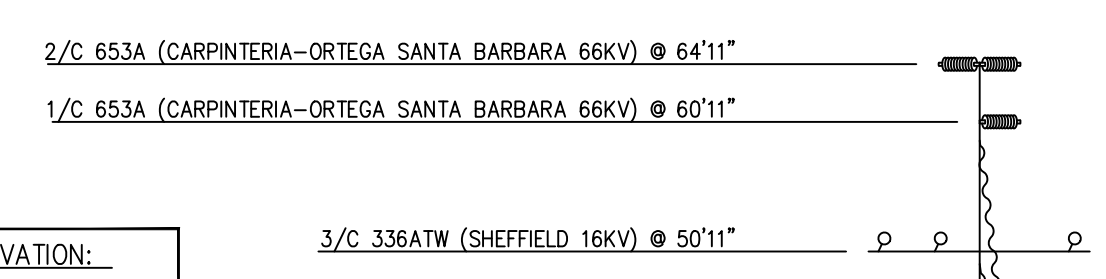 2/C 653A (CARPINTERIA-ORTEGA SANTA BARBARA 66KV) @ 64'11"
1/C 653A (CARPINTERIA-ORTEGA SANTA BARBARA 66KV) @ 60'11"
3/C 336ATW (SHEFFIELD 16KV) @ 50'11"
VATION: